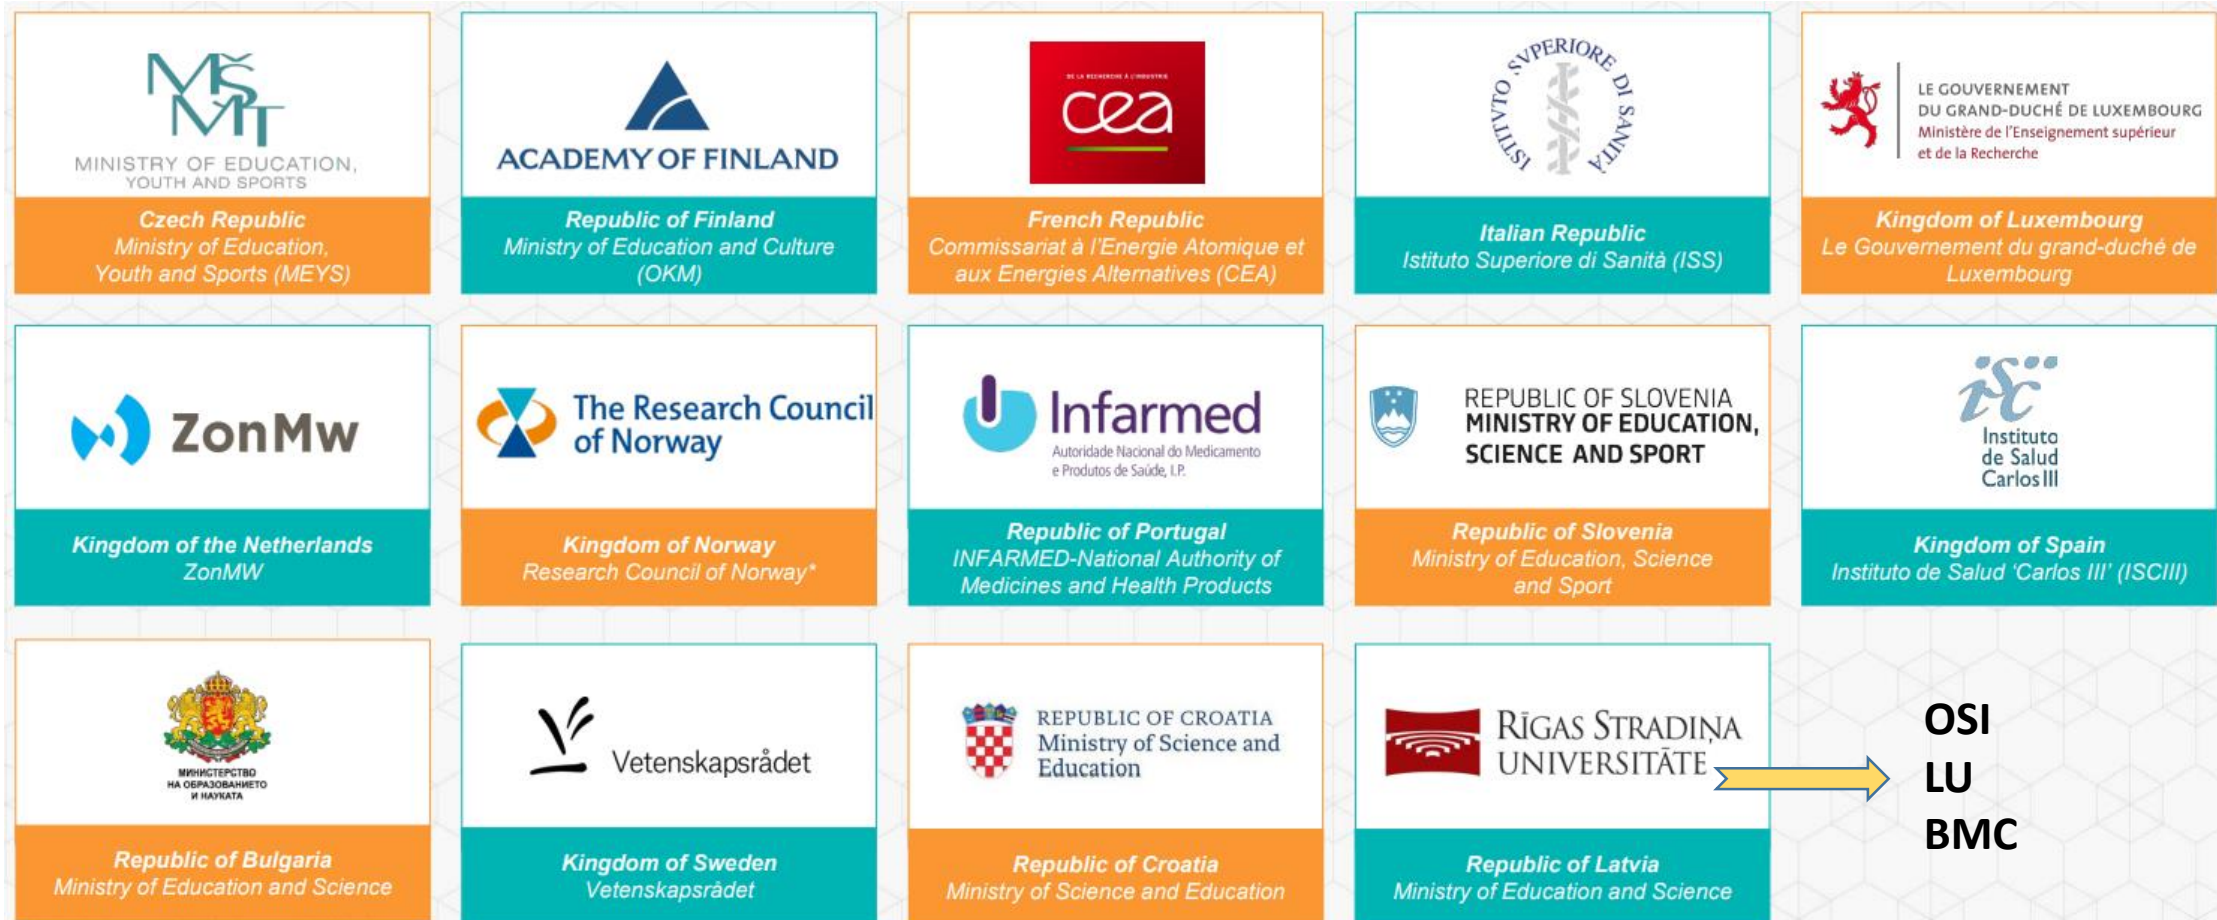 MŠMT
MINISTRY OF EDUCATION,
YOUTH AND SPORTS
Czech Republic
Ministry of Education,
Youth and Sports (MEYS)
ACADEMY OF FINLAND
Republic of Finland
Ministry of Education and Culture
(OKM)
DE LA RECHERCHE À L'INDUSTRIE
cea
French Republic
Commissariat à l'Energie Atomique et
aux Energies Alternatives (CEA)
ISTITVTO SVPERIORE DI SANITÀ
Italian Republic
Istituto Superiore di Sanità (ISS)
LE GOUVERNEMENT
DU GRAND-DUCHÉ DE LUXEMBOURG
Ministère de l'Enseignement supérieur
et de la Recherche
Kingdom of Luxembourg
Le Gouvernement du grand-duché de
Luxembourg
ZonMw
Kingdom of the Netherlands
ZonMW
The Research Council
of Norway
Kingdom of Norway
Research Council of Norway*
Infarmed
Autoridade Nacional do Medicamento
e Produtos de Saúde, I.P.
Republic of Portugal
INFARMED-National Authority of
Medicines and Health Products
REPUBLIC OF SLOVENIA
MINISTRY OF EDUCATION,
SCIENCE AND SPORT
Republic of Slovenia
Ministry of Education, Science
and Sport
isc
Instituto
de Salud
Carlos III
Kingdom of Spain
Instituto de Salud 'Carlos III' (ISCIII)
МИНИСТЕРСТВО
НА ОБРАЗОВАНИЕТО
И НАУКАТА
Republic of Bulgaria
Ministry of Education and Science
Vetenskapsrådet
Kingdom of Sweden
Vetenskapsrådet
REPUBLIC OF CROATIA
Ministry of Science and
Education
Republic of Croatia
Ministry of Science and Education
RĪGAS STRADIŅA
UNIVERSITĀTE
Republic of Latvia
Ministry of Education and Science
OSI
LU
BMC